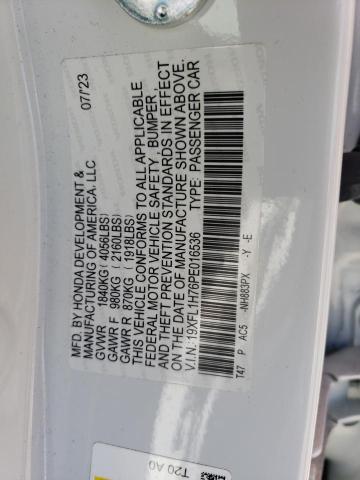 MFD. BY HONDA DEVELOPMENT & 07/'23
MANUFACTURING OF AMERICA, LLC
GVWR 1840KG ( 4056LBS)
GAWR F 980KG ( 2160LBS)
GAWR R 870KG ( 1918LBS)
THIS VEHICLE CONFORMS TO ALL APPLICABLE
FEDERAL MOTOR VEHICLE SAFETY, BUMPER,
AND THEFT PREVENTION STANDARDS IN EFFECT
ON THE DATE OF MANUFACTURE SHOWN ABOVE.
V.I.N.: 19XFL1H76PE016536 TYPE: PASSENGER CAR
T47 P AC5 -NH883PX -Y -E
T20 A0